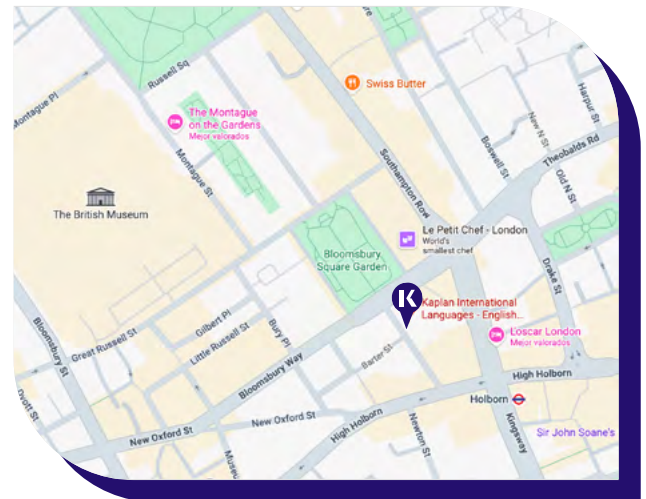 Russell Sq
Montague Pl
Swiss Butter
The Montague
on the Gardens
Mejor valorados
Montague St
Harpur St
New N St
Boswell St
Theobalds Rd
Old N St
Southampton Row
The British Museum
Le Petit Chef - London
World's
smallest chef
Bloomsbury
Square Garden
Drake St
K
Kaplan International
Languages - English...
Loscar London
Mejor valorados
Gilbert Pl
Bury Pl
Little Russell St
Great Russell St
Bloomsbury St
Bloomsbury Way
Barter St
High Holborn
Holborn
Kingsway
New Oxford St
New Oxford St
High Holborn
Newton St
Sir John Soane's
Museu